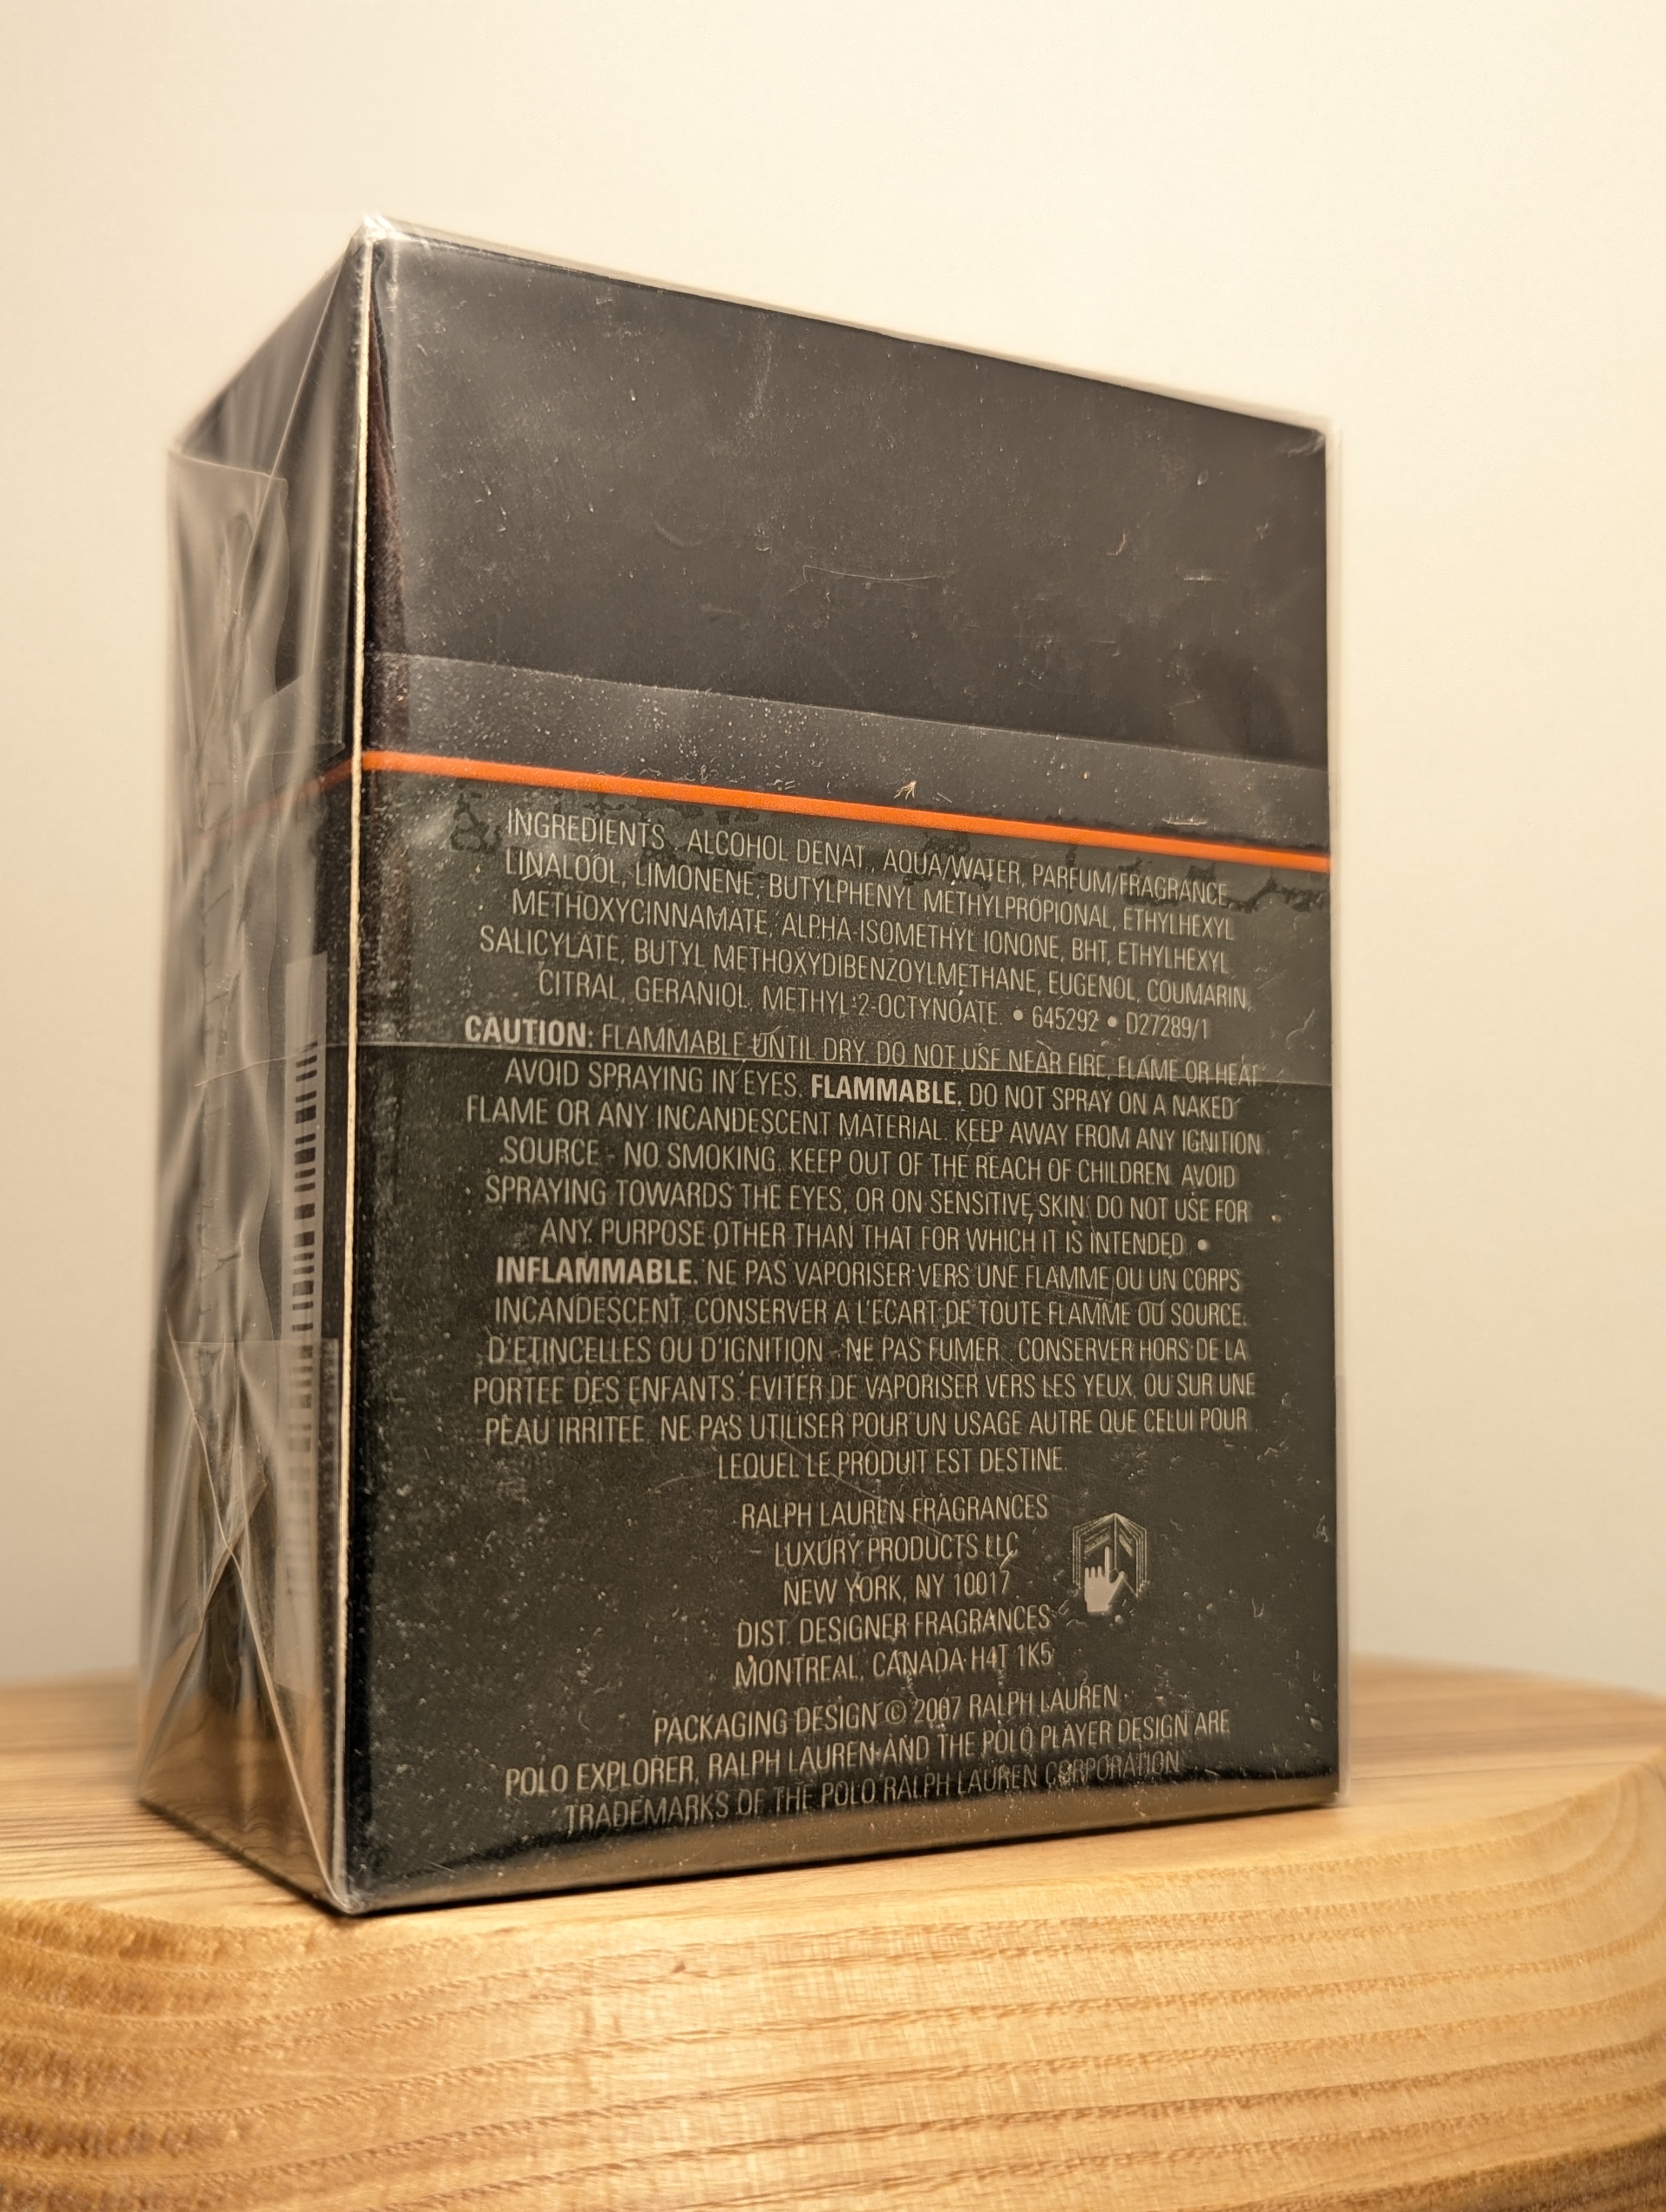 INGREDIENTS : ALCOHOL DENAT., AQUA/WATER, PARFUM/FRAGRANCE,
LINALOOL, LIMONENE, BUTYLPHENYL METHYLPROPIONAL, ETHYLHEXYL
METHOXYCINNAMATE, ALPHA-ISOMETHYL IONONE, BHT, ETHYLHEXYL
SALICYLATE, BUTYL METHOXYDIBENZOYLMETHANE, EUGENOL, COUMARIN,
CITRAL, GERANIOL, METHYL-2-OCTYNOATE. • 645292 • D27289/1
CAUTION: FLAMMABLE UNTIL DRY. DO NOT USE NEAR FIRE, FLAME OR HEAT.
AVOID SPRAYING IN EYES. FLAMMABLE. DO NOT SPRAY ON A NAKED
FLAME OR ANY INCANDESCENT MATERIAL. KEEP AWAY FROM ANY IGNITION
SOURCE - NO SMOKING. KEEP OUT OF THE REACH OF CHILDREN. AVOID
SPRAYING TOWARDS THE EYES, OR ON SENSITIVE SKIN. DO NOT USE FOR
ANY PURPOSE OTHER THAN THAT FOR WHICH IT IS INTENDED. •
INFLAMMABLE. NE PAS VAPORISER VERS UNE FLAMME OU UN CORPS
INCANDESCENT. CONSERVER A L'ECART DE TOUTE FLAMME OU SOURCE
D'ETINCELLES OU D'IGNITION - NE PAS FUMER. CONSERVER HORS DE LA
PORTEE DES ENFANTS. EVITER DE VAPORISER VERS LES YEUX, OU SUR UNE
PEAU IRRITEE. NE PAS UTILISER POUR UN USAGE AUTRE QUE CELUI POUR
LEQUEL LE PRODUIT EST DESTINE.
RALPH LAUREN FRAGRANCES
LUXURY PRODUCTS LLC
NEW YORK, NY 10017
DIST. DESIGNER FRAGRANCES
MONTREAL, CANADA H4T 1K5
PACKAGING DESIGN © 2007 RALPH LAUREN
POLO EXPLORER, RALPH LAUREN AND THE POLO PLAYER DESIGN ARE
TRADEMARKS OF THE POLO RALPH LAUREN CORPORATION